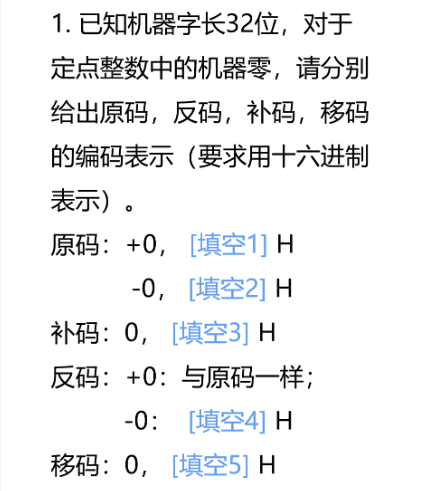 1. 已知机器字长32位，对于
定点整数中的机器零，请分别
给出原码，反码，补码，移码
的编码表示（要求用十六进制
表示）。
原码：+0， [填空1] H
-0， [填空2] H
补码：0， [填空3] H
反码：+0：与原码一样；
-0： [填空4] H
移码：0， [填空5] H